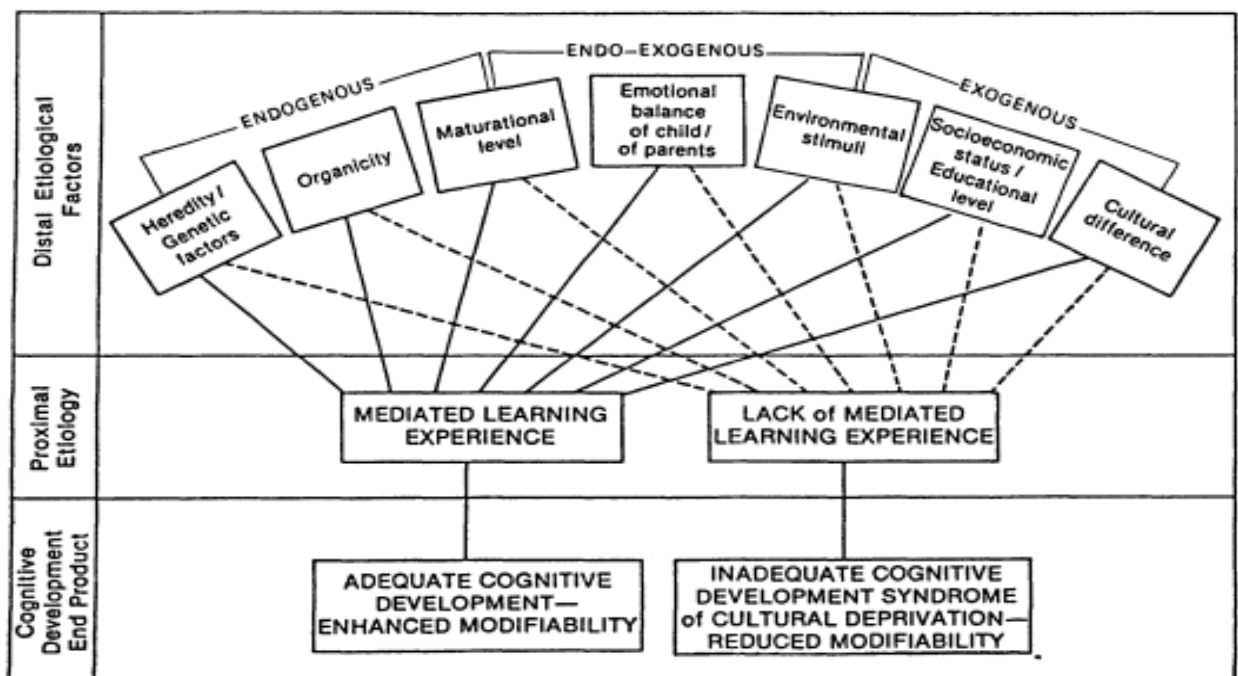 Distal Etiological
Factors
ENDOGENOUS
ENDO-EXOGENOUS
EXOGENOUS
Heredity/
Genetic
factors
Organicity
Maturational
level
Emotional
balance
of child/
of parents
Environmental
stimuli
Socioeconomic
status/
Educational
level
Cultural
difference
Proximal
Etiology
MEDIATED LEARNING
EXPERIENCE
LACK of MEDIATED
LEARNING EXPERIENCE
Cognitive
Development
End Product
ADEQUATE COGNITIVE
DEVELOPMENT—
ENHANCED MODIFIABILITY
INADEQUATE COGNITIVE
DEVELOPMENT SYNDROME
of CULTURAL DEPRIVATION—
REDUCED MODIFIABILITY